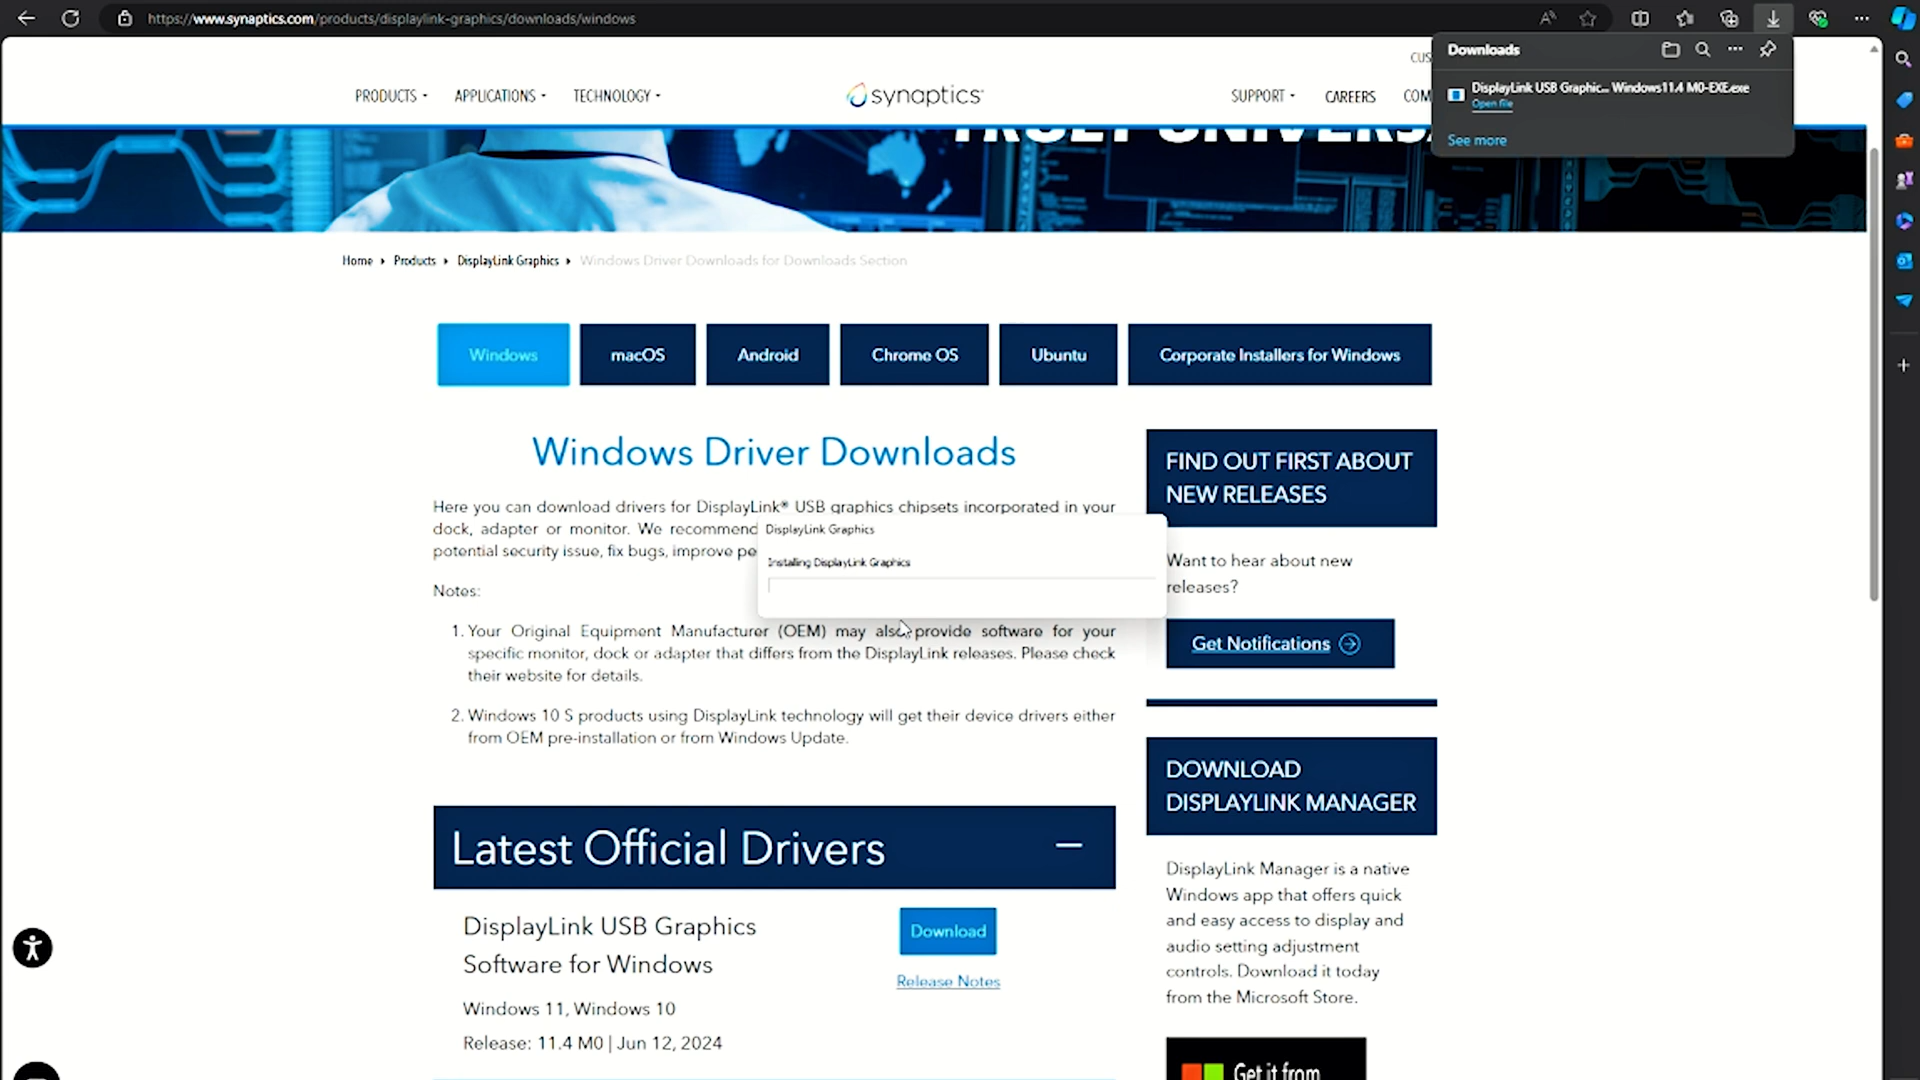 https://www.synaptics.com/products/displaylink-graphics/downloads/windows
Downloads
DisplayLink USB Graphic... Windows11.4 M0-EXE.exe
Open file
See more
CUS
PRODUCTS
APPLICATIONS
TECHNOLOGY
synaptics
SUPPORT
CAREERS
COM
TRULY UNIVERSA
Home
Products
DisplayLink Graphics
Windows Driver Downloads for Downloads Section
Windows
macOS
Android
Chrome OS
Ubuntu
Corporate Installers for Windows
Windows Driver Downloads
Here you can download drivers for DisplayLink® USB graphics chipsets incorporated in your
dock, adapter or monitor. We recommend
potential security issue, fix bugs, improve pe
DisplayLink Graphics
Installing DisplayLink Graphics
Notes:
1. Your Original Equipment Manufacturer (OEM) may also provide software for your
specific monitor, dock or adapter that differs from the DisplayLink releases. Please check
their website for details.
2. Windows 10 S products using DisplayLink technology will get their device drivers either
from OEM pre-installation or from Windows Update.
Latest Official Drivers
DisplayLink USB Graphics
Software for Windows
Windows 11, Windows 10
Release: 11.4 M0 | Jun 12, 2024
Download
Release Notes
FIND OUT FIRST ABOUT
NEW RELEASES
Want to hear about new
releases?
Get Notifications
DOWNLOAD
DISPLAYLINK MANAGER
DisplayLink Manager is a native
Windows app that offers quick
and easy access to display and
audio setting adjustment
controls. Download it today
from the Microsoft Store.
Get it from